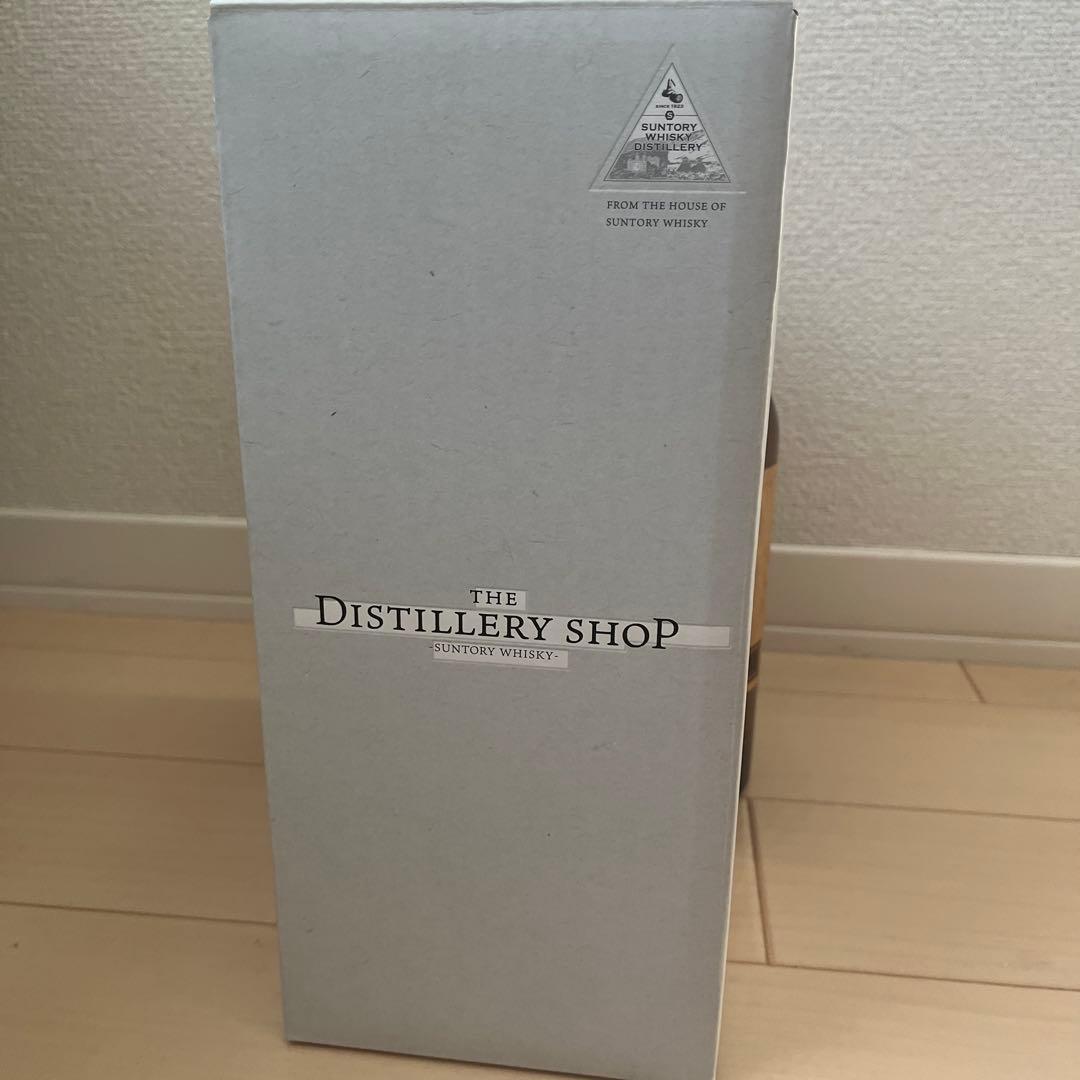 SINCE 1923
S
SUNTORY
WHISKY
DISTILLERY
FROM THE HOUSE OF
SUNTORY WHISKY
THE
DISTILLERY SHOP
-SUNTORY WHISKY-